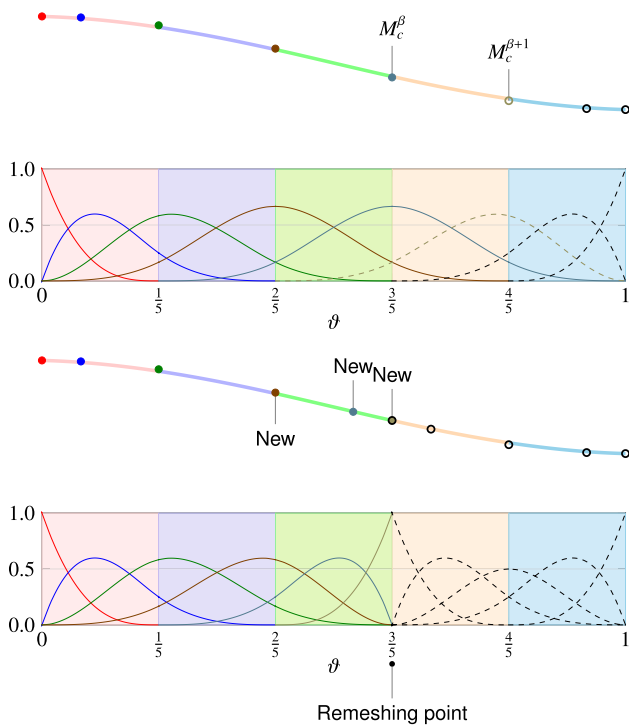 M_c^β
M_c^{β+1}
1.0
0.5
0.0
0 1/5 2/5 3/5 4/5 1
ϑ
New
New
New
1.0
0.5
0.0
0 1/5 2/5 3/5 4/5 1
ϑ
Remeshing point